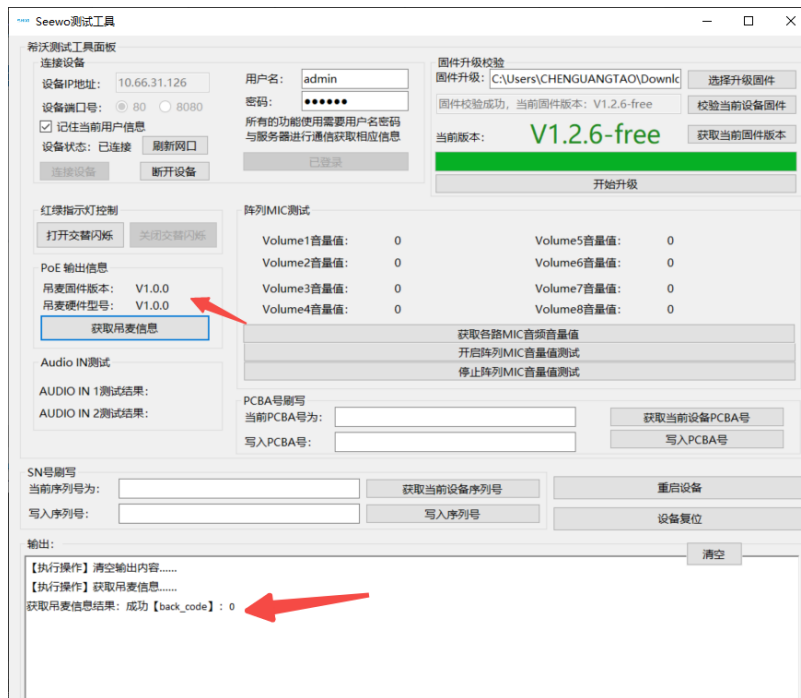 Seewo测试工具
希沃测试工具面板
连接设备
设备IP地址: 10.66.31.126
设备端口号: 80 8080
记住当前用户信息
设备状态: 已连接 刷新网口
连接设备 断开设备
用户名: admin
密码: ●●●●●●
所有的功能使用需要用户名密码
与服务器进行通信获取相应信息
已登录
固件升级校验
固件升级: C:\Users\CHENGUANGTAO\Downlc 选择升级固件
固件校验成功，当前固件版本: V1.2.6-free 校验当前设备固件
当前版本: V1.2.6-free 获取当前固件版本
开始升级
红绿指示灯控制
打开交替闪烁 关闭交替闪烁
PoE 输出信息
吊麦固件版本: V1.0.0
吊麦硬件型号: V1.0.0
获取吊麦信息
Audio IN测试
AUDIO IN 1测试结果:
AUDIO IN 2测试结果:
阵列MIC测试
Volume1音量值: 0 Volume5音量值: 0
Volume2音量值: 0 Volume6音量值: 0
Volume3音量值: 0 Volume7音量值: 0
Volume4音量值: 0 Volume8音量值: 0
获取各路MIC音频音量值
开启阵列MIC音量值测试
停止阵列MIC音量值测试
PCBA号刷写
当前PCBA号为: 获取当前设备PCBA号
写入PCBA号: 写入PCBA号
SN号刷写
当前序列号为: 获取当前设备序列号
写入序列号: 写入序列号
重启设备
设备复位
输出:
清空
【执行操作】清空输出内容......
【执行操作】获取吊麦信息......
获取吊麦信息结果: 成功【back_code】: 0